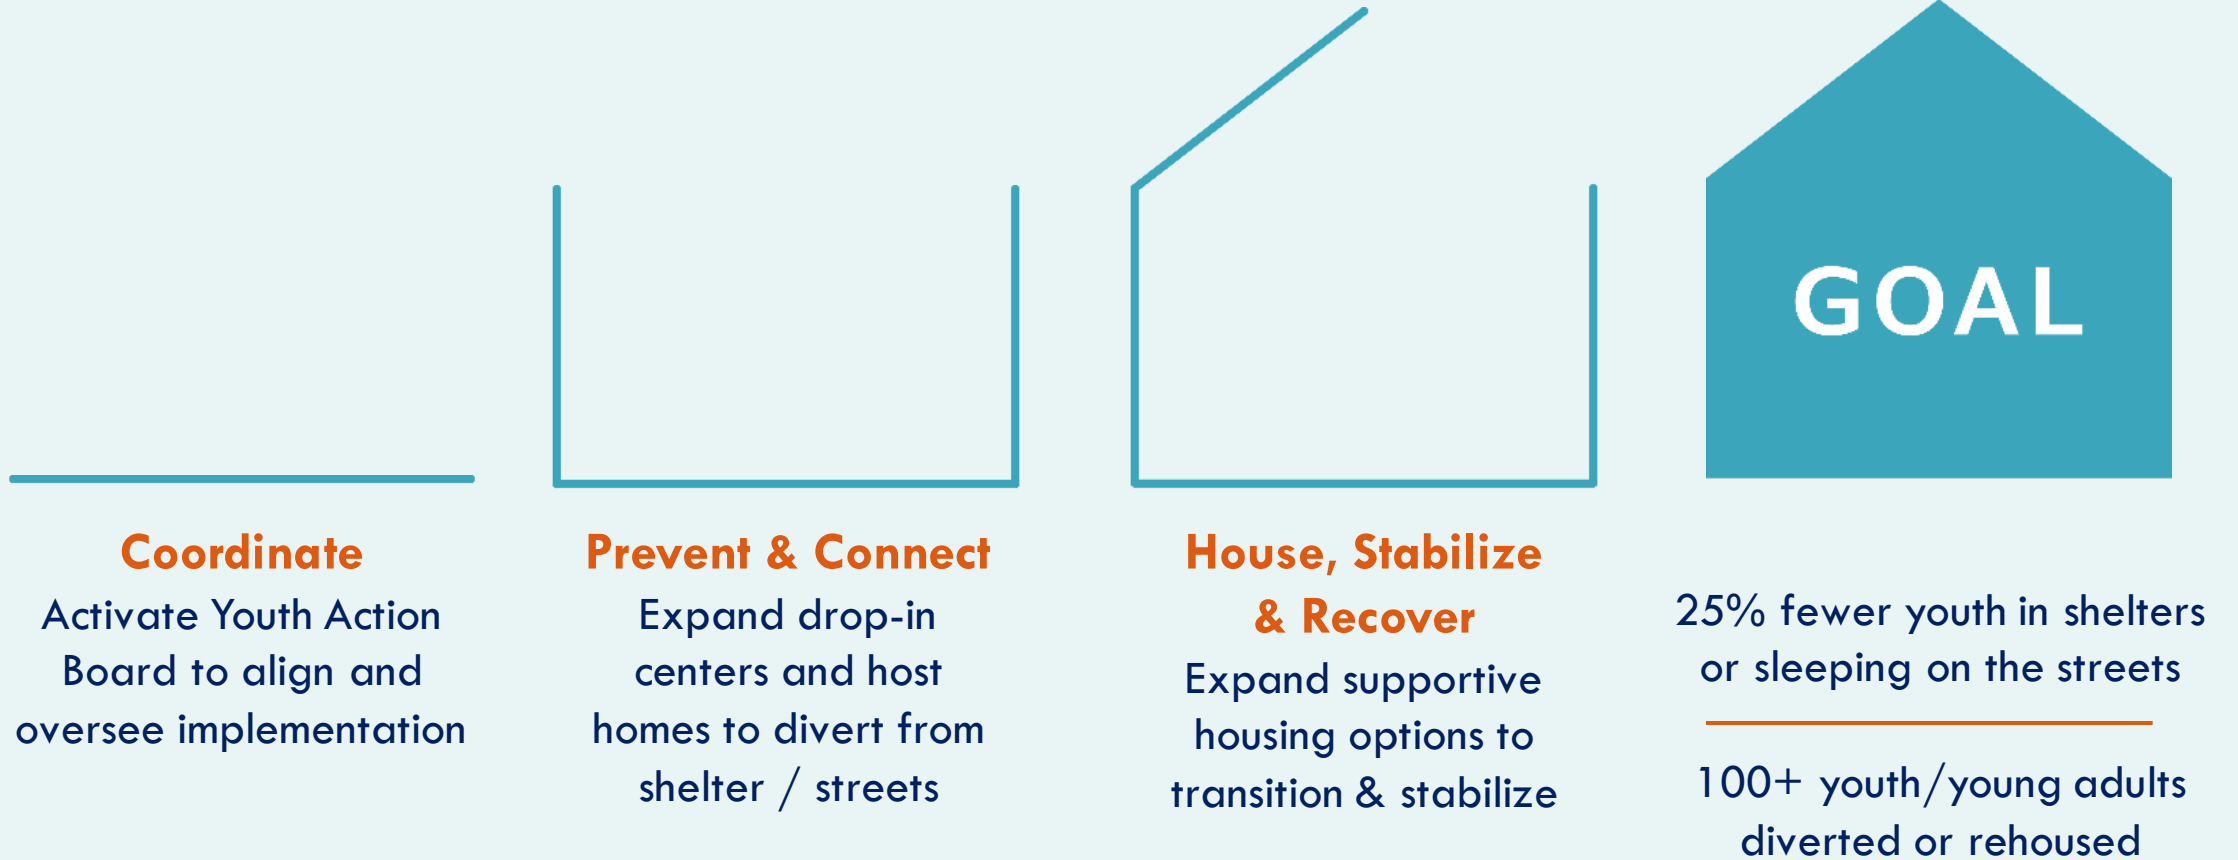 GOAL
Coordinate
Activate Youth Action
Board to align and
oversee implementation
Prevent & Connect
Expand drop-in
centers and host
homes to divert from
shelter / streets
House, Stabilize
& Recover
Expand supportive
housing options to
transition & stabilize
25% fewer youth in shelters
or sleeping on the streets
100+ youth/young adults
diverted or rehoused